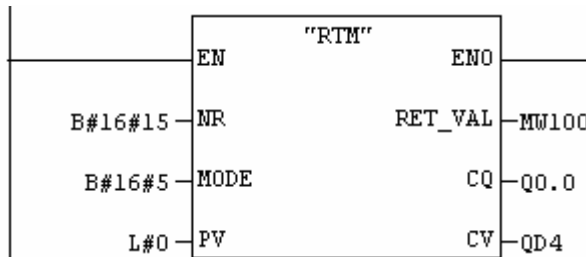 "RTM"
EN ENO
B#16#15 NR RET_VAL MW100
B#16#5 MODE CQ Q0.0
L#0 PV CV QD4